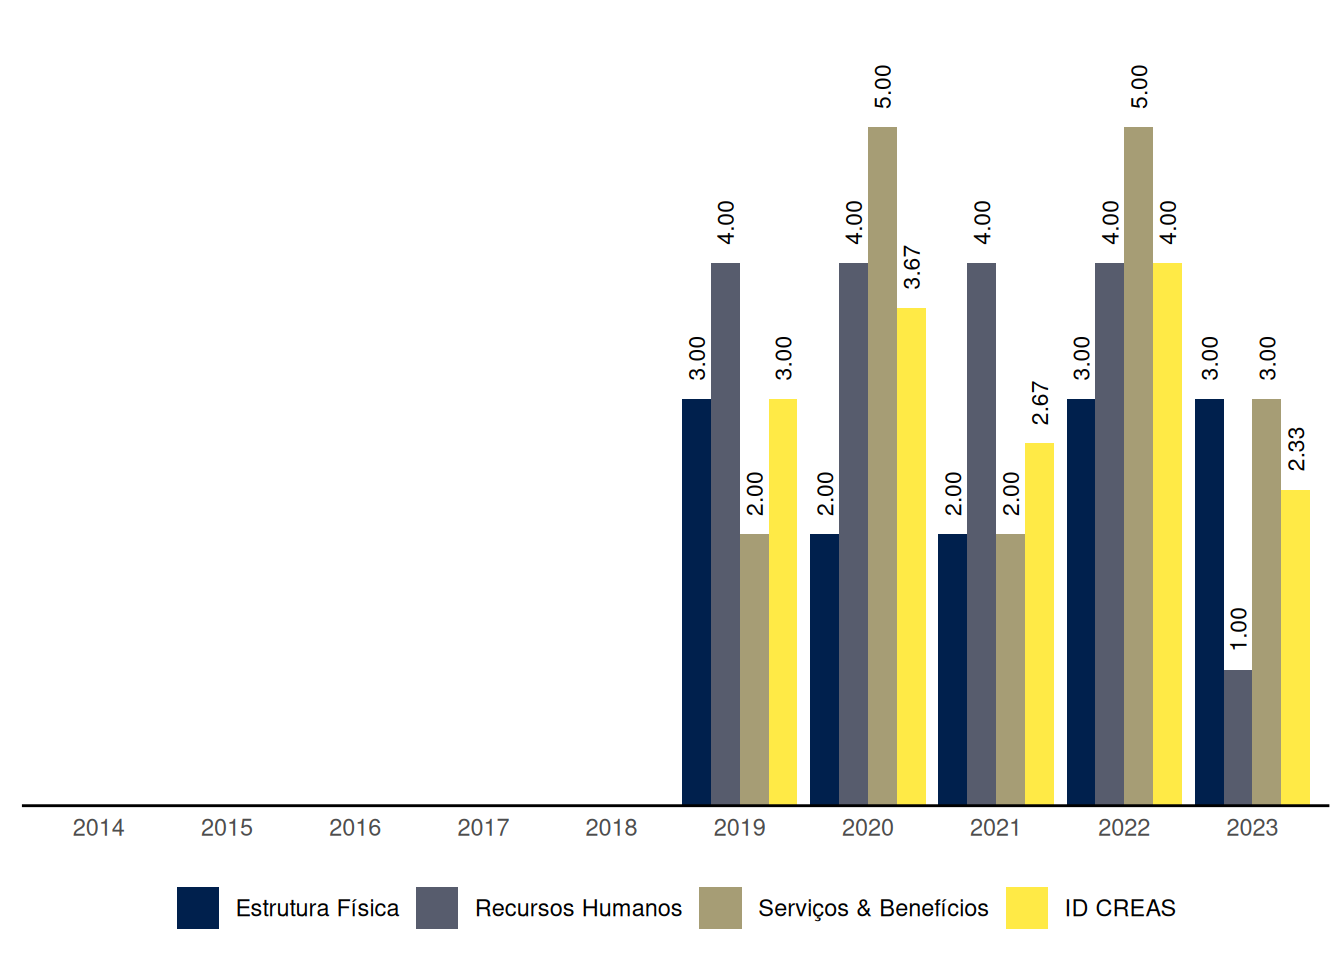 5.00 5.00
4.00 4.00 4.00 4.00 4.00
3.67
3.00 3.00 3.00 3.00 3.00
2.67
2.33
2.00 2.00 2.00 2.00
1.00
2014 2015 2016 2017 2018 2019 2020 2021 2022 2023
Estrutura Física Recursos Humanos Serviços & Benefícios ID CREAS